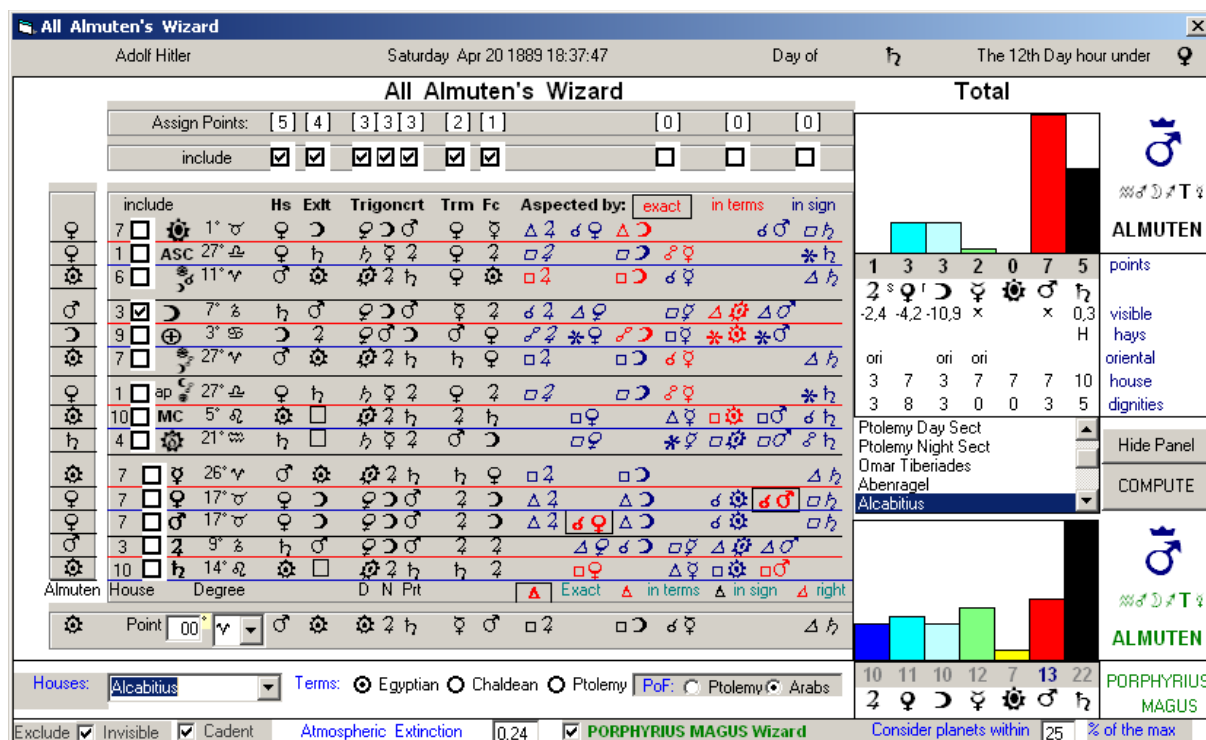 All Almuten's Wizard
Adolf Hitler Saturday Apr 20 1889 18:37:47 Day of ♄ The 12th Day hour under ♀
All Almuten's Wizard Total
Assign Points: [5] [4] [3][3][3] [2] [1] [0] [0] [0]
include
include Hs Exlt Trigoncrt Trm Fc Aspected by: exact in terms in sign
7 1° ♉
1 ASC 27° ♎
6 11° ♈
3 ☽ 7° ♑
9 ⊕ 3° ♋
7 27° ♈
1 ap 27° ♎
10 MC 5° ♌
4 21° ♒
7 ☿ 26° ♈
7 ♀ 17° ♉
7 ♂ 17° ♉
3 ♃ 9° ♑
10 ♄ 14° ♌
Almuten House Degree D N Prt Exact in terms in sign right
Point 00° ♈
ALMUTEN
1 3 3 2 0 7 5 points
♃ s ♀ r ☽ ☿ ☉ ♂ ♄
-2,4 -4,2 -10,9 × × 0,3 visible
H hays
ori ori ori oriental
3 7 3 7 7 7 10 house
3 8 3 0 0 3 5 dignities
Ptolemy Day Sect
Ptolemy Night Sect
Omar Tiberiades
Abenragel
Alcabitius
Hide Panel
COMPUTE
ALMUTEN
10 11 10 12 7 13 22
♃ ♀ ☽ ☿ ☉ ♂ ♄
PORPHYRIUS
MAGUS
Houses: Alcabitius Terms: Egyptian Chaldean Ptolemy PoF: Ptolemy Arabs
Exclude Invisible Cadent Atmospheric Extinction 0,24 PORPHYRIUS MAGUS Wizard Consider planets within 25 % of the max